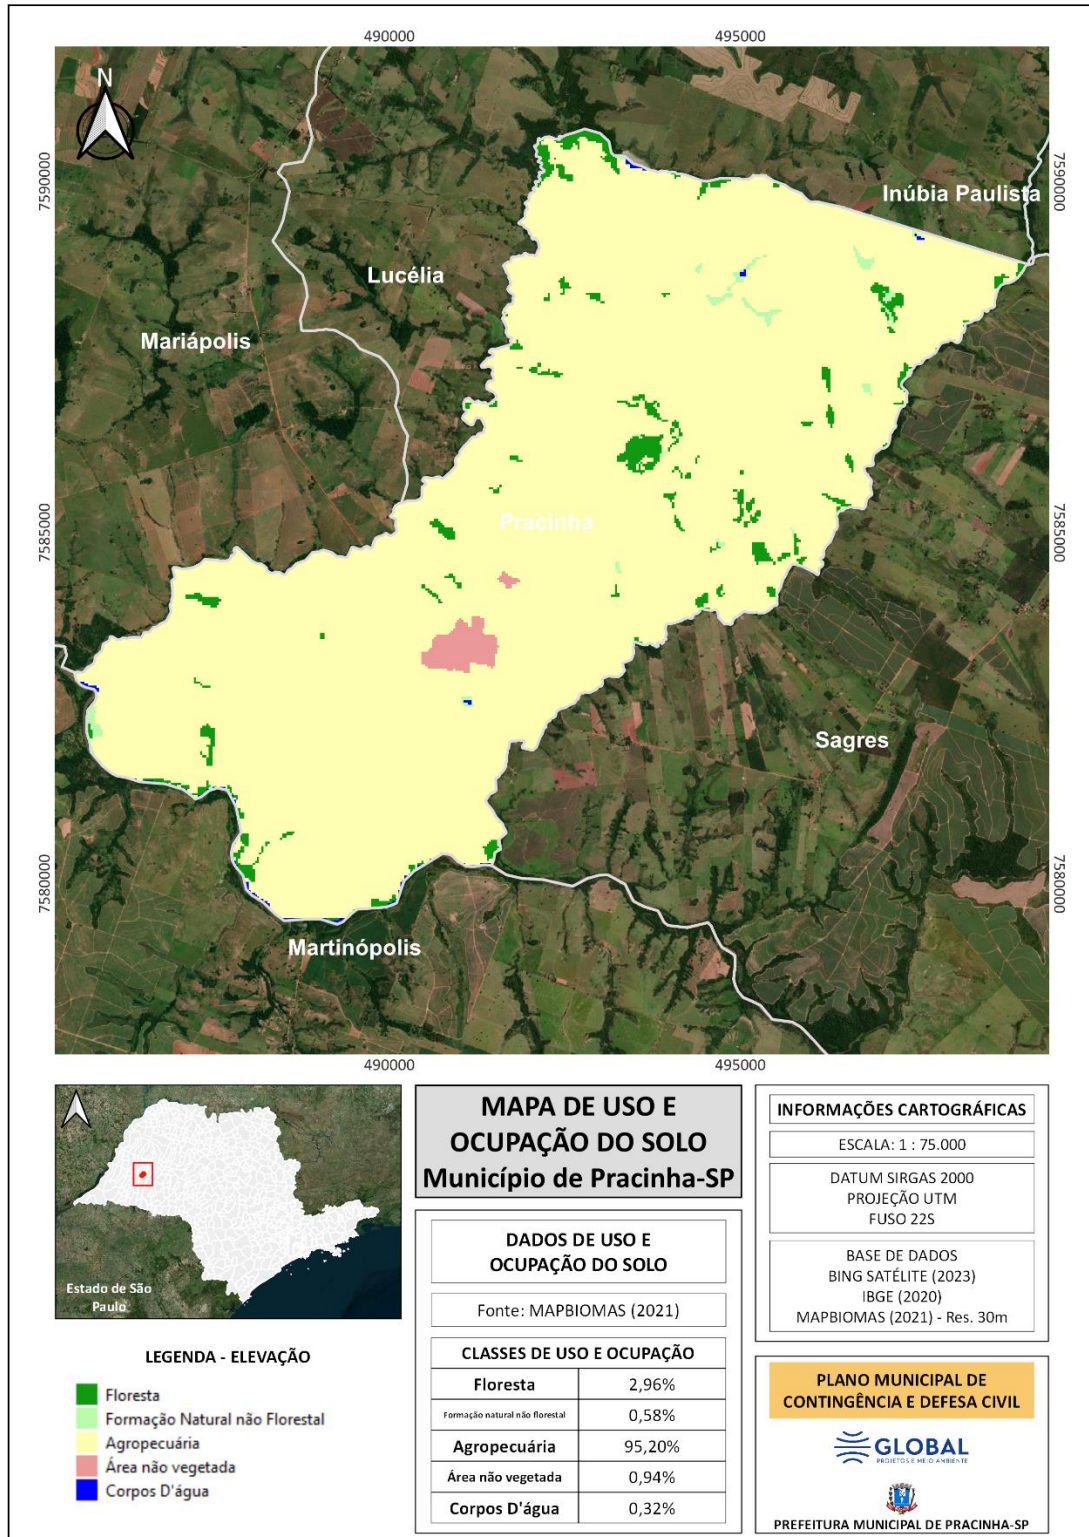 490000
495000
N
7590000
7590000
Inúbia Paulista
Lucélia
Mariápolis
7585000
7585000
Pracinha
Sagres
7580000
7580000
Martinópolis
490000
495000
Estado de São
Paulo
LEGENDA - ELEVAÇÃO
Floresta
Formação Natural não Florestal
Agropecuária
Área não vegetada
Corpos D'água
MAPA DE USO E
OCUPAÇÃO DO SOLO
Município de Pracinha-SP
DADOS DE USO E
OCUPAÇÃO DO SOLO
Fonte: MAPBIOMAS (2021)
CLASSES DE USO E OCUPAÇÃO
Floresta 2,96%
Formação natural não florestal 0,58%
Agropecuária 95,20%
Área não vegetada 0,94%
Corpos D'água 0,32%
INFORMAÇÕES CARTOGRÁFICAS
ESCALA: 1 : 75.000
DATUM SIRGAS 2000
PROJEÇÃO UTM
FUSO 22S
BASE DE DADOS
BING SATÉLITE (2023)
IBGE (2020)
MAPBIOMAS (2021) - Res. 30m
PLANO MUNICIPAL DE
CONTINGÊNCIA E DEFESA CIVIL
GLOBAL
PROJETOS E MEIO AMBIENTE
PREFEITURA MUNICIPAL DE PRACINHA-SP